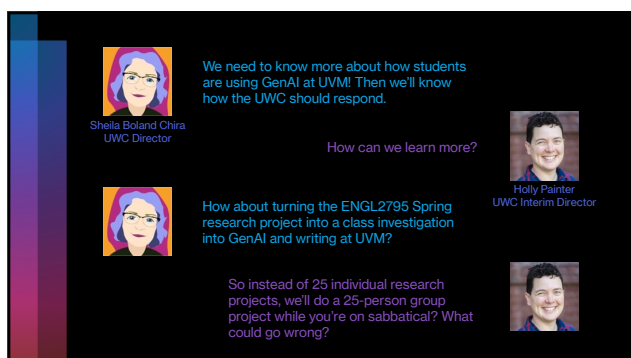 We need to know more about how students
are using GenAI at UVM! Then we'll know
how the UWC should respond.
Sheila Boland Chira
UWC Director
How can we learn more?
Holly Painter
UWC Interim Director
How about turning the ENGL2795 Spring
research project into a class investigation
into GenAI and writing at UVM?
So instead of 25 individual research
projects, we'll do a 25-person group
project while you're on sabbatical? What
could go wrong?